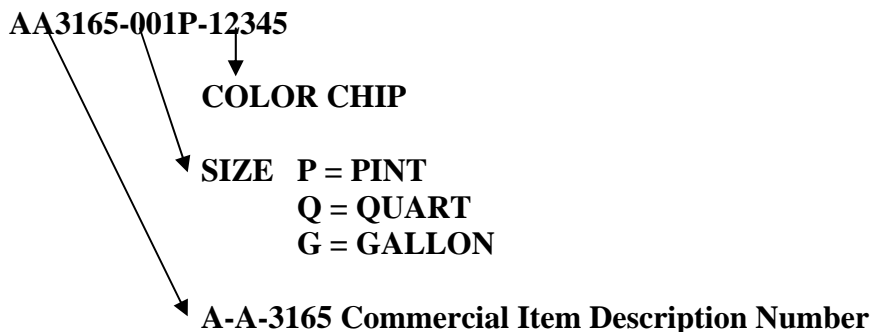 AA3165-001P-12345
COLOR CHIP
SIZE P = PINT
Q = QUART
G = GALLON
A-A-3165 Commercial Item Description Number